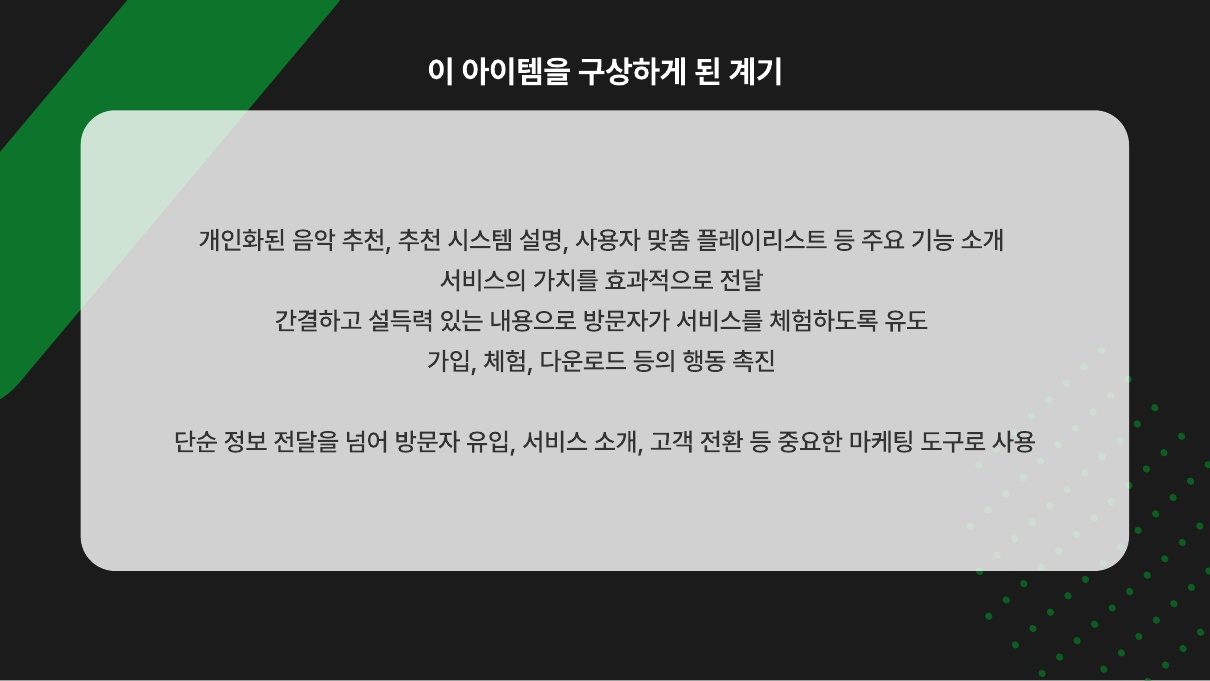 이 아이템을 구상하게 된 계기
개인화된 음악 추천, 추천 시스템 설명, 사용자 맞춤 플레이리스트 등 주요 기능 소개
서비스의 가치를 효과적으로 전달
간결하고 설득력 있는 내용으로 방문자가 서비스를 체험하도록 유도
가입, 체험, 다운로드 등의 행동 촉진
단순 정보 전달을 넘어 방문자 유입, 서비스 소개, 고객 전환 등 중요한 마케팅 도구로 사용